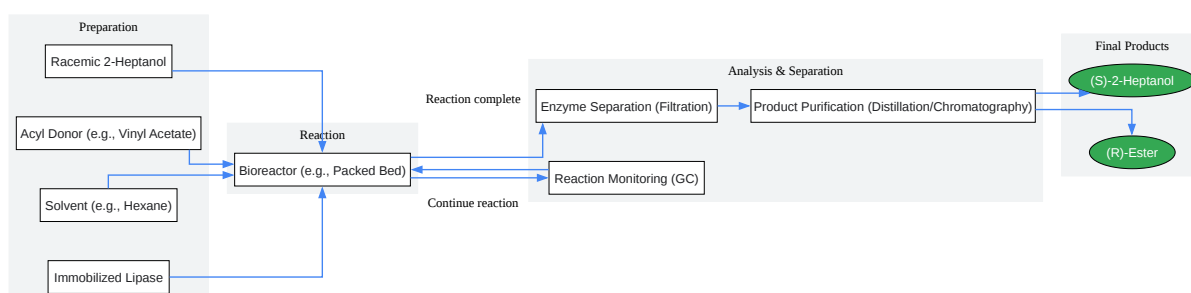 Preparation
Racemic 2-Heptanol
Acyl Donor (e.g., Vinyl Acetate)
Solvent (e.g., Hexane)
Immobilized Lipase
Reaction
Bioreactor (e.g., Packed Bed)
Reaction complete
Continue reaction
Analysis & Separation
Enzyme Separation (Filtration)
Product Purification (Distillation/Chromatography)
Reaction Monitoring (GC)
Final Products
(S)-2-Heptanol
(R)-Ester